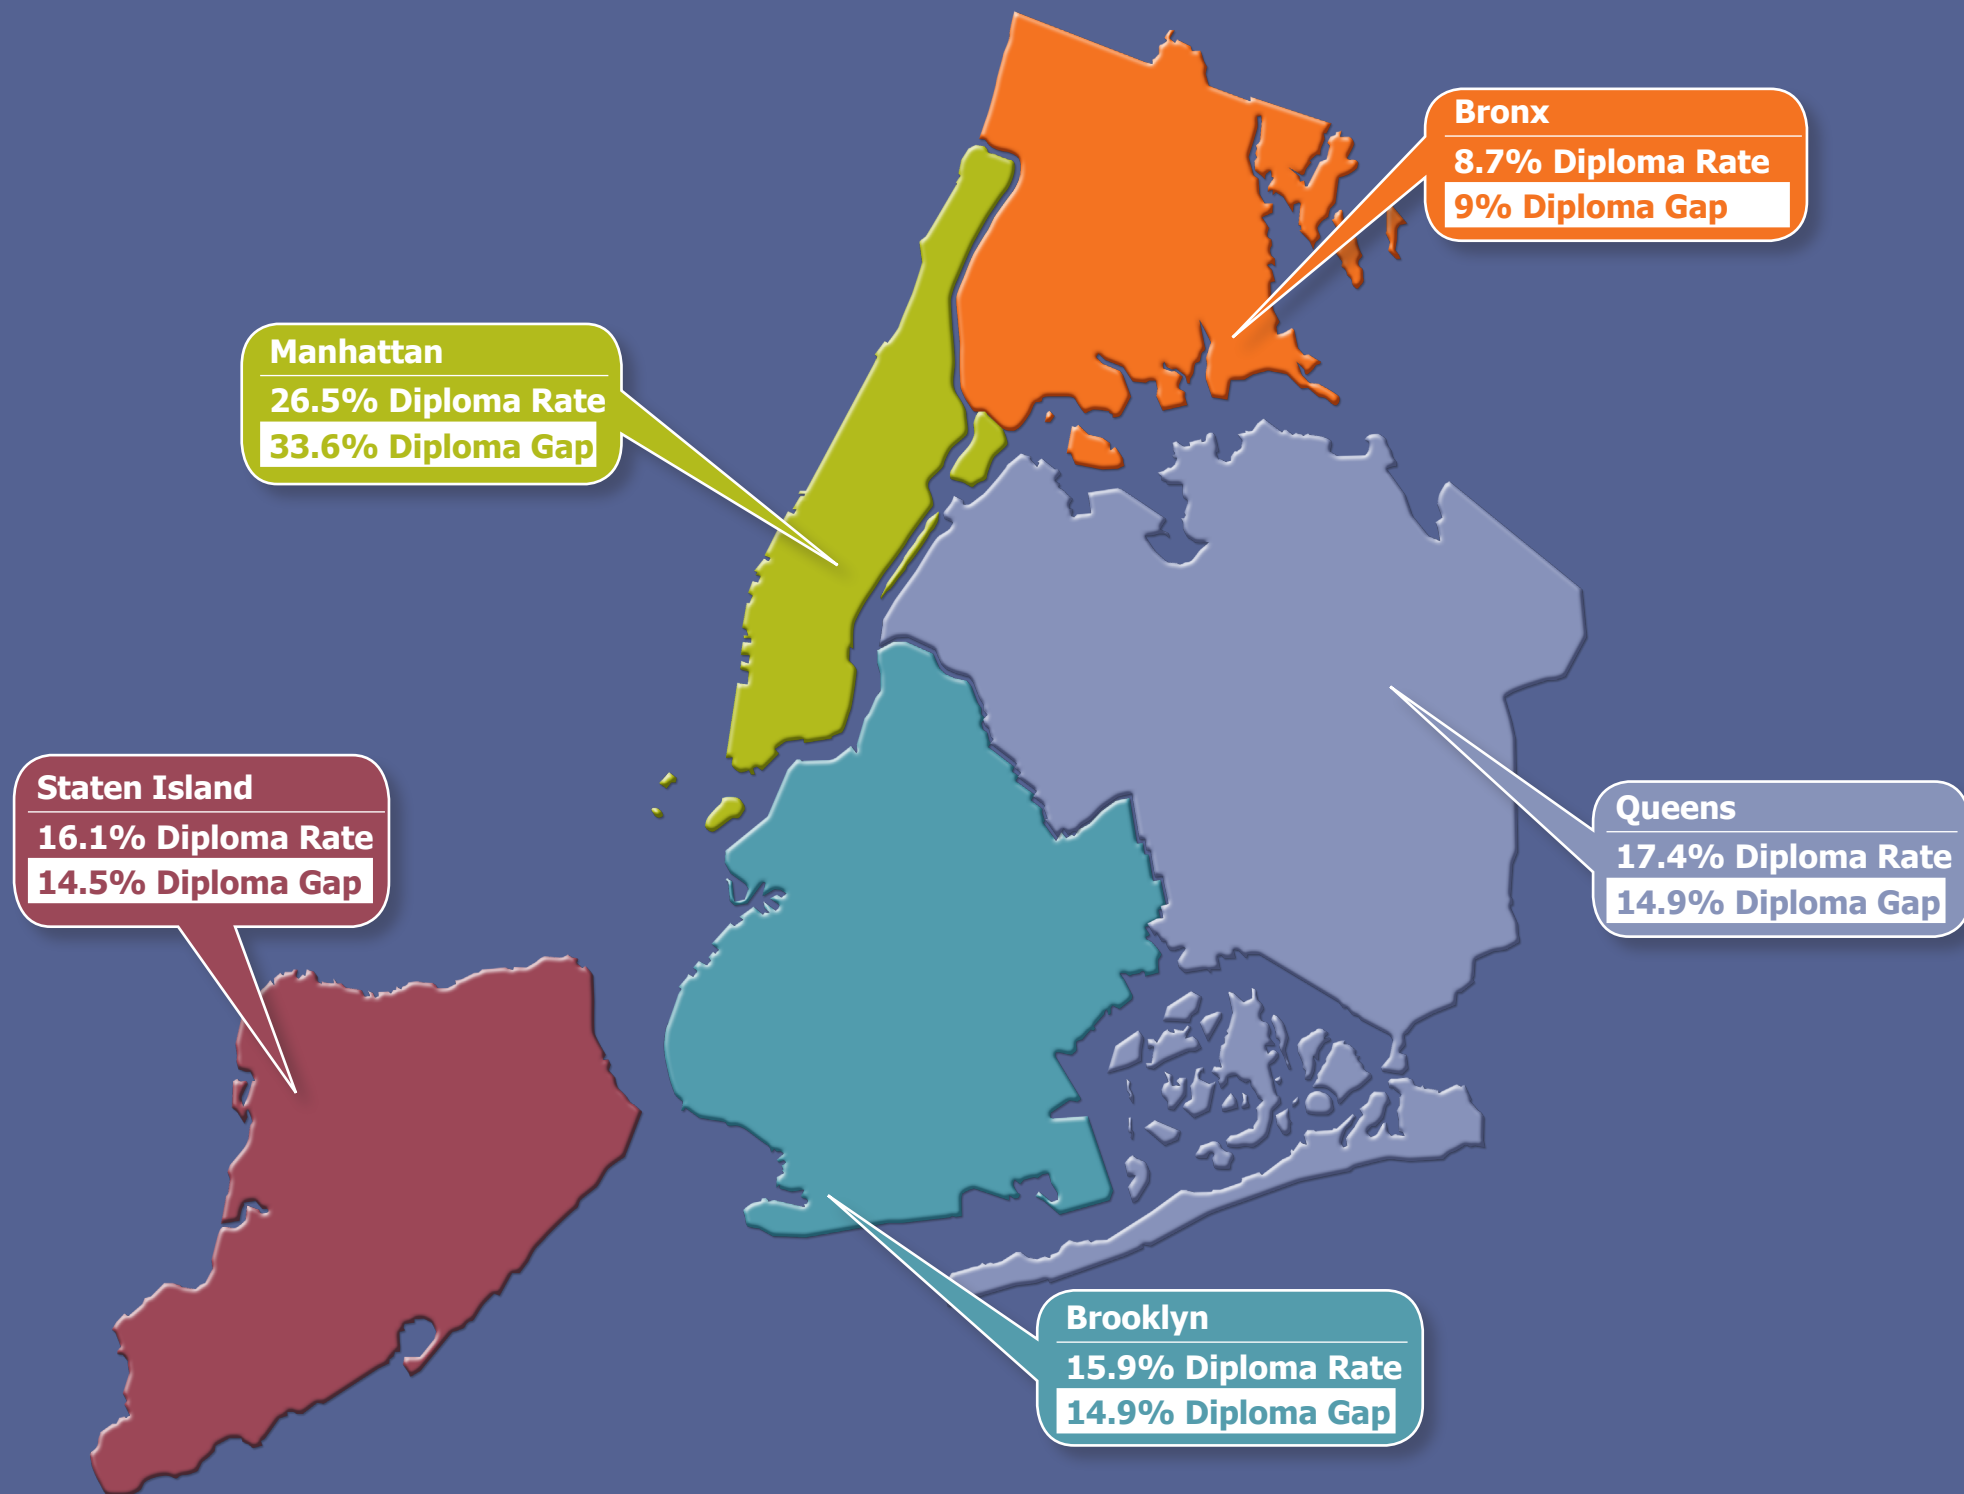 Bronx
8.7% Diploma Rate
9% Diploma Gap
Manhattan
26.5% Diploma Rate
33.6% Diploma Gap
Staten Island
16.1% Diploma Rate
14.5% Diploma Gap
Queens
17.4% Diploma Rate
14.9% Diploma Gap
Brooklyn
15.9% Diploma Rate
14.9% Diploma Gap